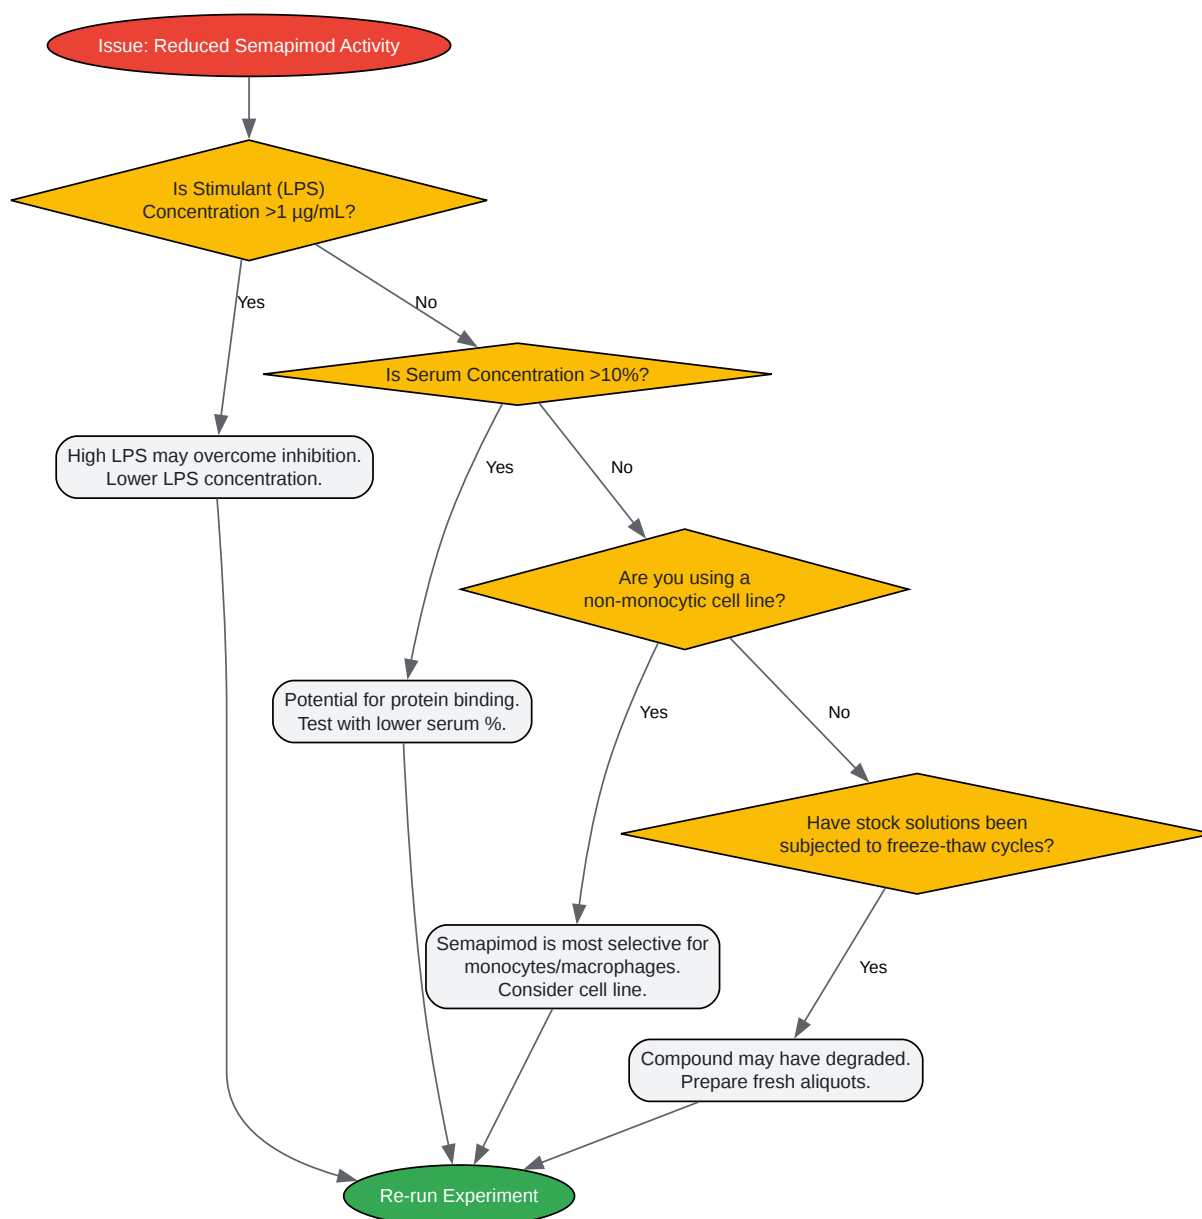 Issue: Reduced Semapimod Activity
Is Stimulant (LPS)
Concentration >1 µg/mL?
Yes
No
Is Serum Concentration >10%?
High LPS may overcome inhibition.
Lower LPS concentration.
Yes
No
Are you using a
non-monocytic cell line?
Potential for protein binding.
Test with lower serum %.
Yes
No
Have stock solutions been
subjected to freeze-thaw cycles?
Semapimod is most selective for
monocytes/macrophages.
Consider cell line.
Yes
Compound may have degraded.
Prepare fresh aliquots.
Re-run Experiment